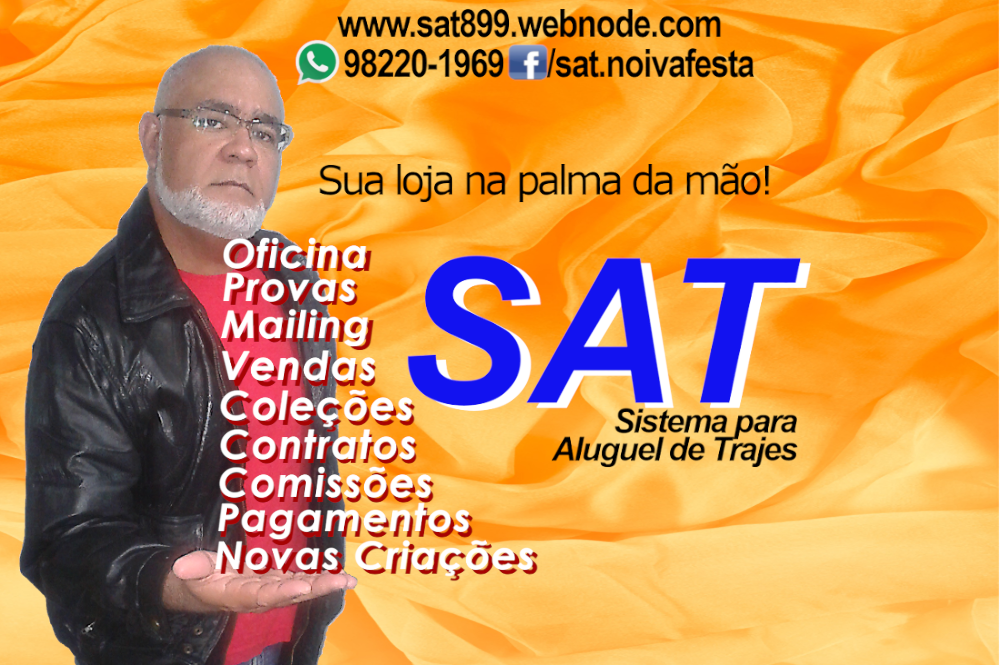 www.sat899.webnode.com
98220-1969 f/sat.noivafesta
Sua loja na palma da mão!
Oficina
Provas
Mailing
Vendas
Coleções
Contratos
Comissões
Pagamentos
Novas Criações
SAT
Sistema para
Aluguel de Trajes